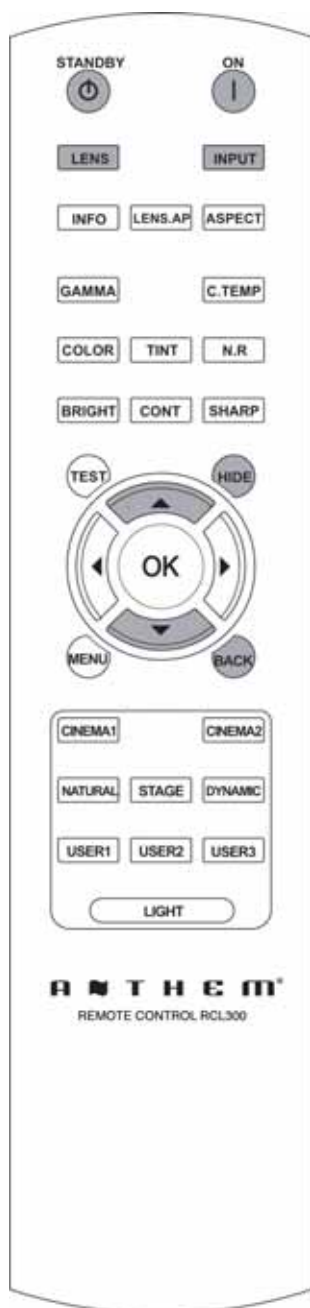 STANDBY ON
LENS INPUT
INFO LENS.AP ASPECT
GAMMA C.TEMP
COLOR TINT N.R
BRIGHT CONT SHARP
TEST HIDE
OK
MENU BACK
CINEMA1 CINEMA2
NATURAL STAGE DYNAMIC
USER1 USER2 USER3
LIGHT
ANTHEM®
REMOTE CONTROL RCL300